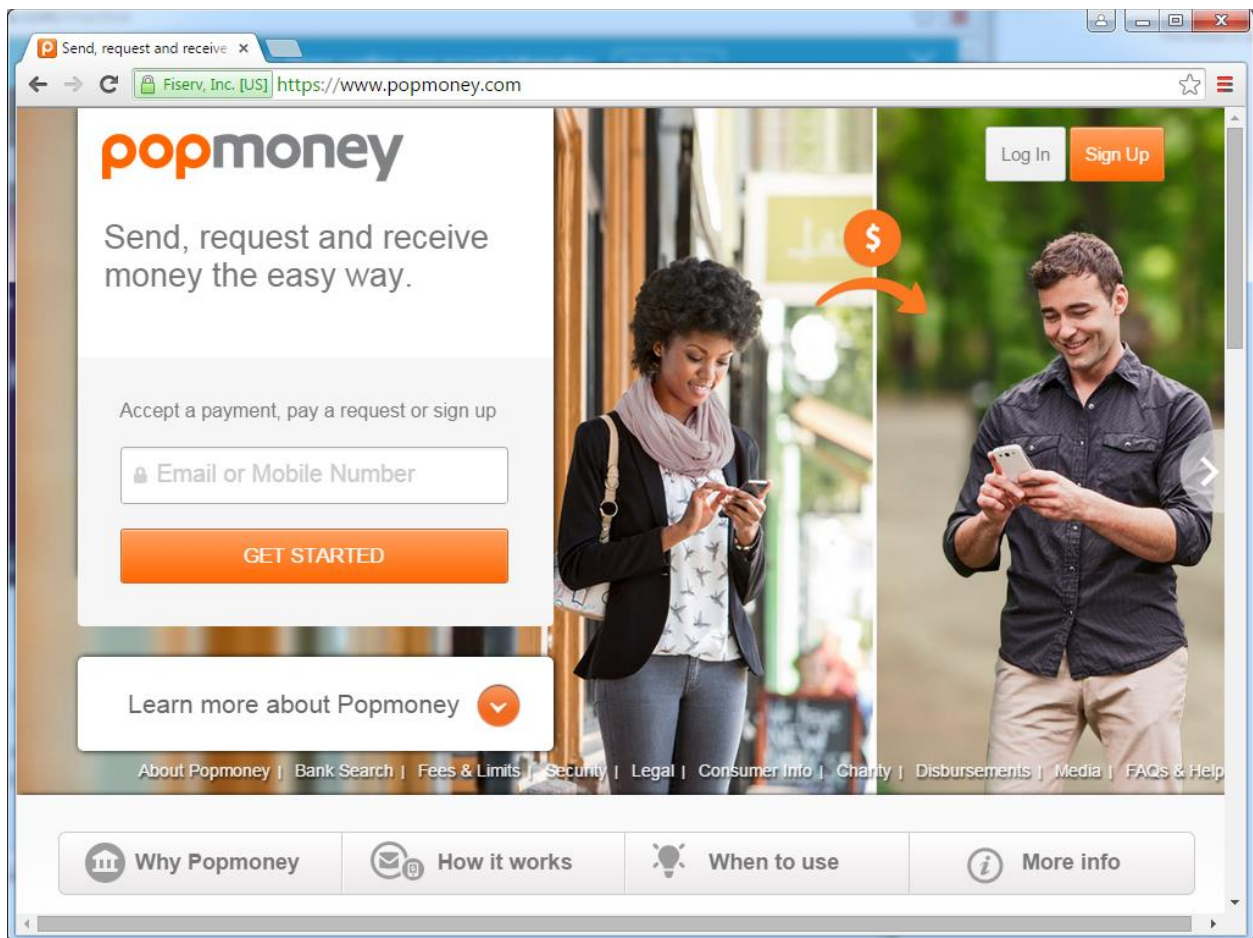 Send, request and receive
Fiserv, Inc. [US] https://www.popmoney.com
popmoney
Log In
Sign Up
Send, request and receive
money the easy way.
$
Accept a payment, pay a request or sign up
Email or Mobile Number
GET STARTED
Learn more about Popmoney
About Popmoney | Bank Search | Fees & Limits | Security | Legal | Consumer Info | Charity | Disbursements | Media | FAQs & Help
Why Popmoney
How it works
When to use
More info